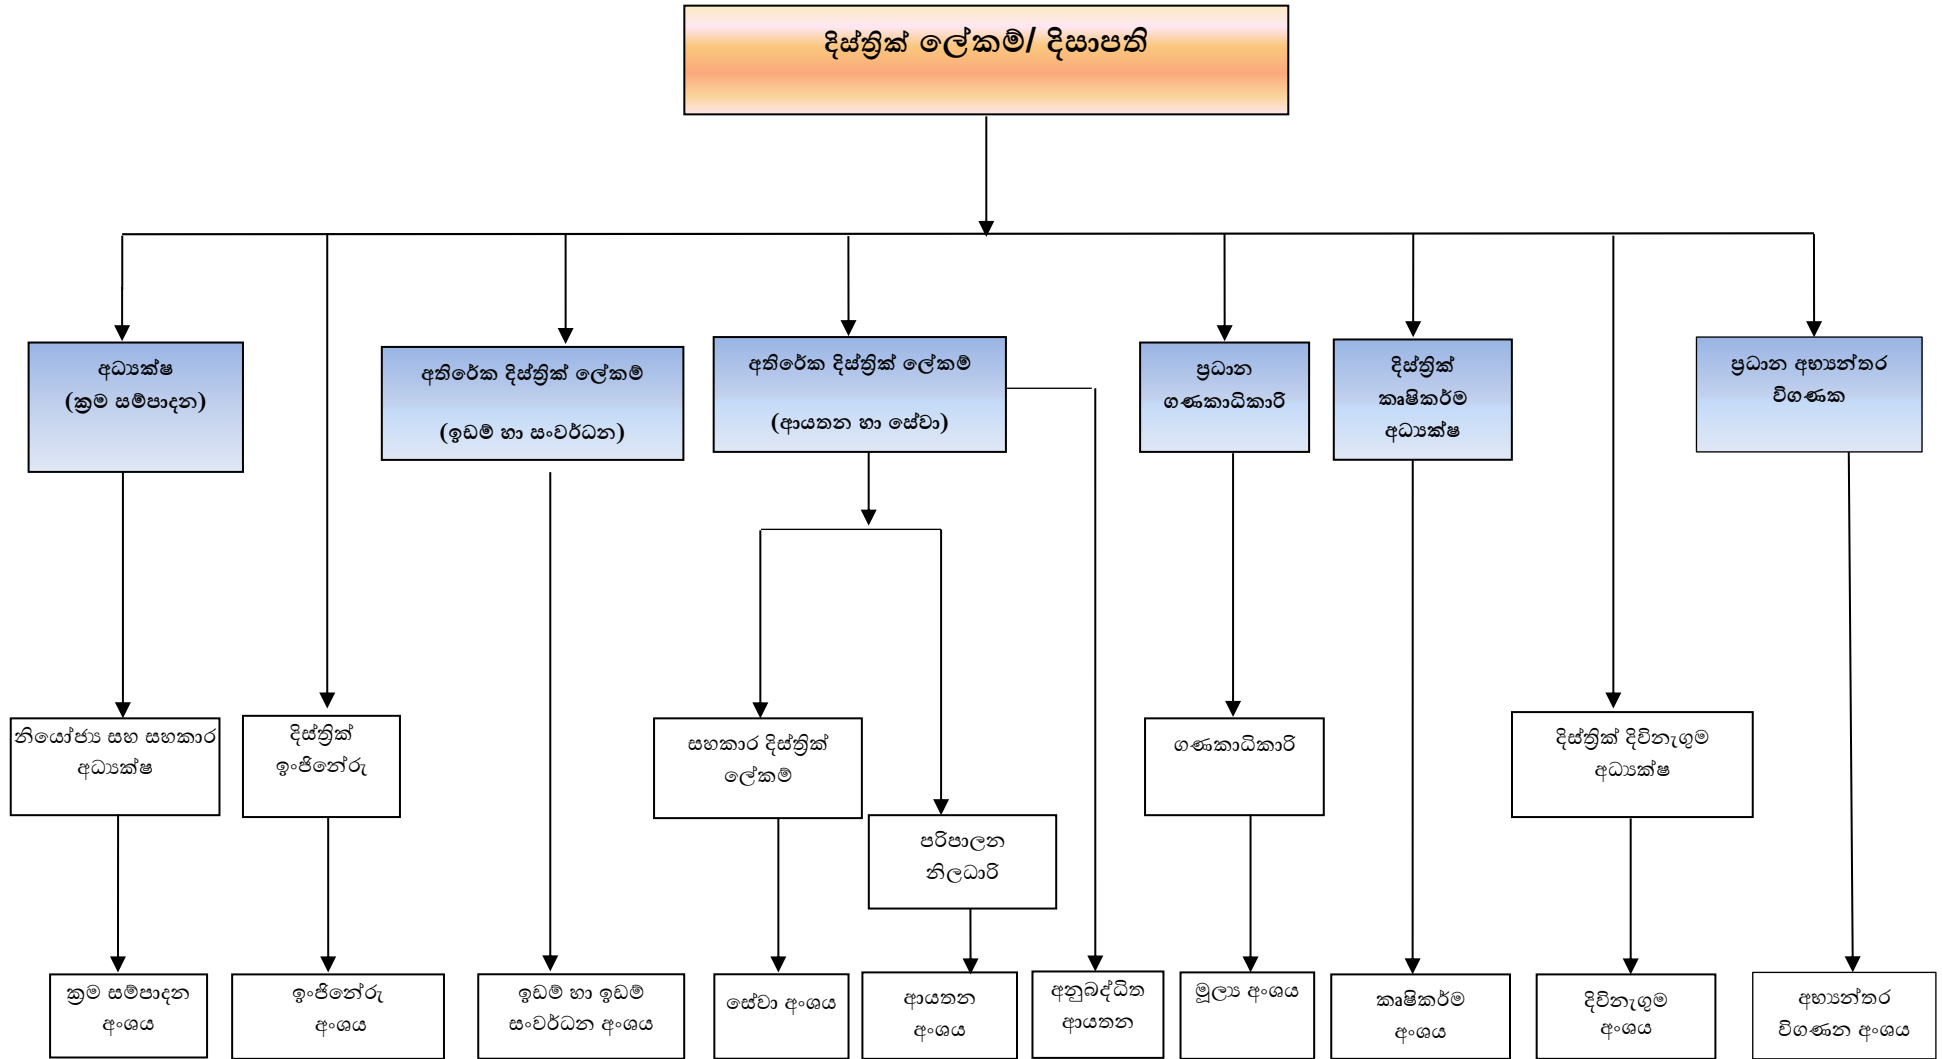 දිස්ත්‍රික් ලේකම්/ දිසාපති
අධ්‍යක්ෂ
(ක්‍රම සම්පාදන)
අතිරේක දිස්ත්‍රික් ලේකම්
(ඉඩම් හා සංවර්ධන)
අතිරේක දිස්ත්‍රික් ලේකම්
(ආයතන හා සේවා)
ප්‍රධාන
ගණකාධිකාරි
දිස්ත්‍රික්
කෘෂිකර්ම
අධ්‍යක්ෂ
ප්‍රධාන අභ්‍යන්තර
විගණක
නියෝජ්‍ය සහ සහකාර
අධ්‍යක්ෂ
දිස්ත්‍රික්
ඉංජිනේරු
සහකාර දිස්ත්‍රික්
ලේකම්
පරිපාලන
නිලධාරි
ගණකාධිකාරි
දිස්ත්‍රික් දිවිනැගුම
අධ්‍යක්ෂ
ක්‍රම සම්පාදන
අංශය
ඉංජිනේරු
අංශය
ඉඩම් හා ඉඩම්
සංවර්ධන අංශය
සේවා අංශය
ආයතන
අංශය
අනුබද්ධිත
ආයතන
මූල්‍ය අංශය
කෘෂිකර්ම
අංශය
දිවිනැගුම
අංශය
අභ්‍යන්තර
විගණන අංශය